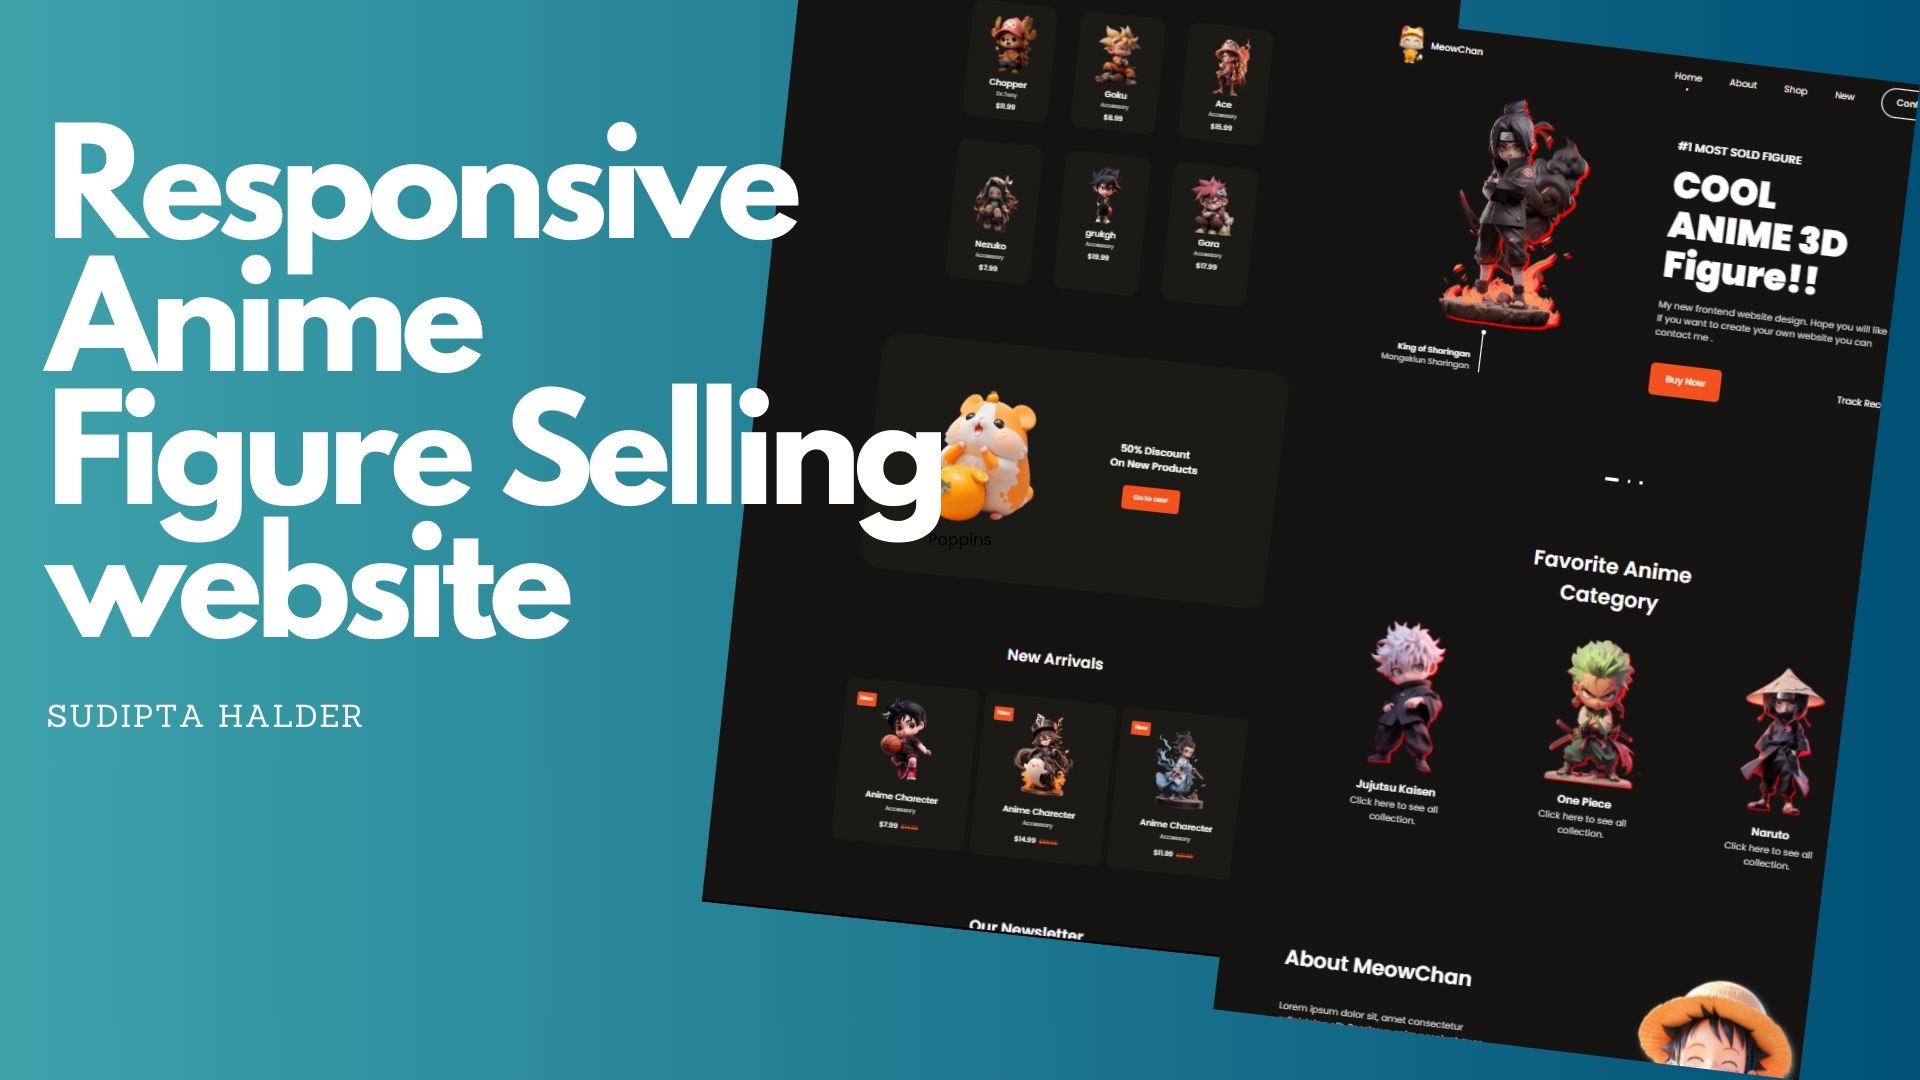 Responsive
Anime
Figure Selling
website
SUDIPTA HALDER
Chopper
$11.99
Goku
Accessory
$8.99
Ace
Accessory
$15.99
Nezuko
Accessory
$7.99
grukgh
Accessory
$19.99
Gara
Accessory
$17.99
50% Discount
On New Products
Go to new
Poppins
New Arrivals
New
Anime Charecter
Accessory
$7.99
New
Anime Charecter
Accessory
$14.99
New
Anime Charecter
Accessory
$11.99
Our Newsletter
MeowChan
Home
About
Shop
New
#1 MOST SOLD FIGURE
COOL
ANIME 3D
Figure!!
My new frontend website design. Hope you will like
If you want to create your own website you can
contact me .
King of Sharingan
Mangekiun Sharingan
Buy Now
Track Rec
Favorite Anime
Category
Jujutsu Kaisen
Click here to see all
collection.
One Piece
Click here to see all
collection.
Naruto
Click here to see all
collection.
About MeowChan
Lorem ipsum dolor sit, amet consectetur